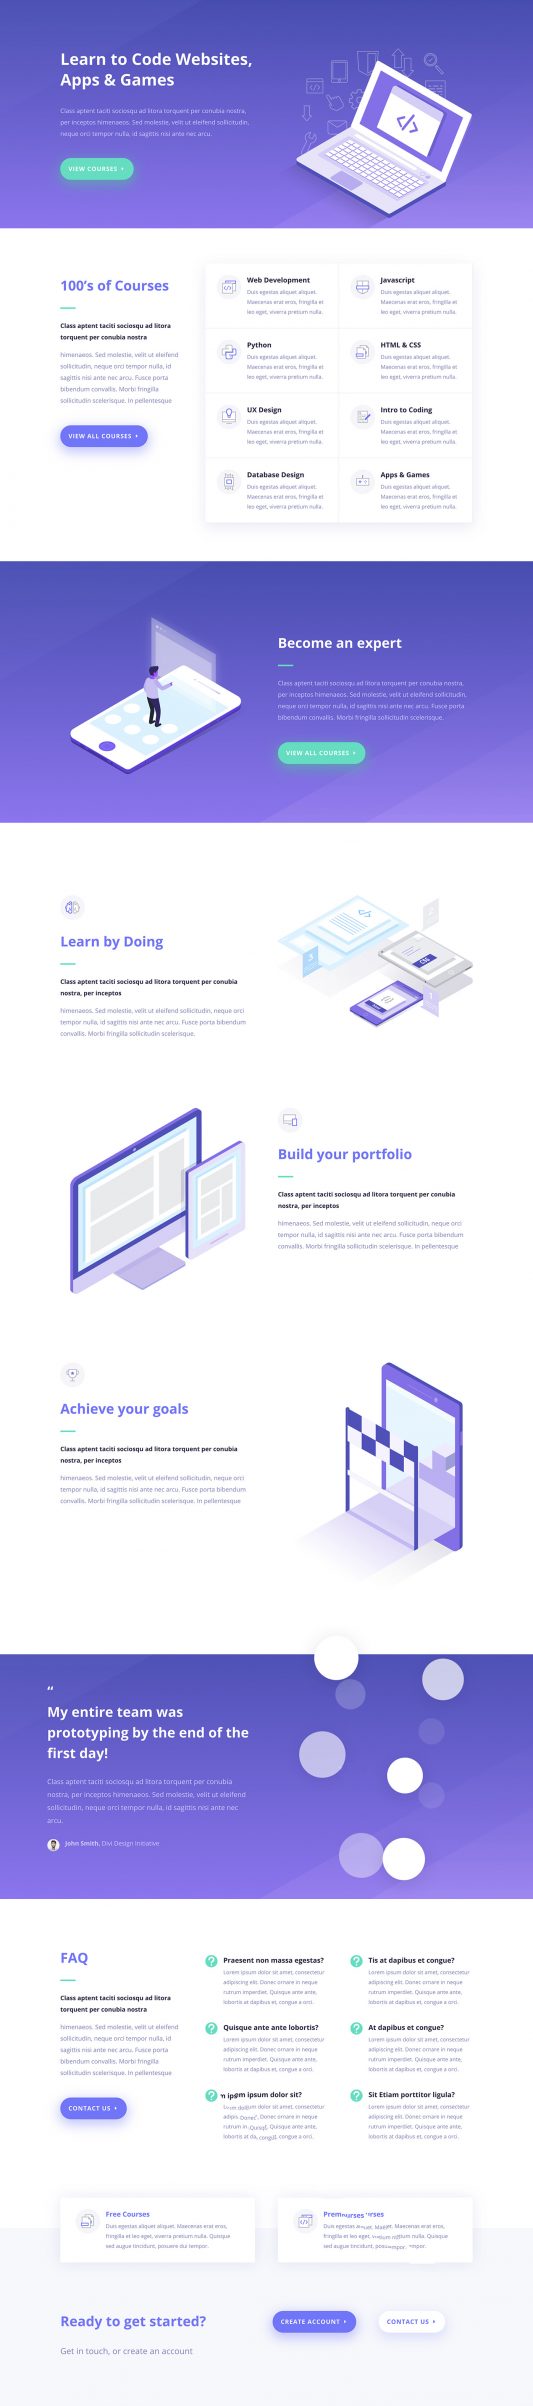 Learn to Code Websites,
Apps & Games
Class aptent taciti sociosqu ad litora torquent per conubia nostra,
per inceptos himenaeos. Sed molestie, velit ut eleifend sollicitudin,
neque orci tempor nulla, id sagittis nisi ante nec arcu.
VIEW COURSES
100's of Courses
Class aptent taciti sociosqu ad litora
torquent per conubia nostra
himenaeos. Sed molestie, velit ut eleifend
sollicitudin, neque orci tempor nulla, id
sagittis nisi ante nec arcu. Fusce porta
bibendum convallis. Morbi fringilla
sollicitudin scelerisque. In pellentesque
VIEW ALL COURSES
Web Development
Duis egestas aliquet aliquet.
Maecenas erat eros, fringilla et
leo eget, viverra pretium nulla.
Javascript
Duis egestas aliquet aliquet.
Maecenas erat eros, fringilla et
leo eget, viverra pretium nulla.
Python
Duis egestas aliquet aliquet.
Maecenas erat eros, fringilla et
leo eget, viverra pretium nulla.
HTML & CSS
Duis egestas aliquet aliquet.
Maecenas erat eros, fringilla et
leo eget, viverra pretium nulla.
UX Design
Duis egestas aliquet aliquet.
Maecenas erat eros, fringilla et
leo eget, viverra pretium nulla.
Intro to Coding
Duis egestas aliquet aliquet.
Maecenas erat eros, fringilla et
leo eget, viverra pretium nulla.
Database Design
Duis egestas aliquet aliquet.
Maecenas erat eros, fringilla et
leo eget, viverra pretium nulla.
Apps & Games
Duis egestas aliquet aliquet.
Maecenas erat eros, fringilla et
leo eget, viverra pretium nulla.
Become an expert
Class aptent taciti sociosqu ad litora torquent per conubia nostra,
per inceptos himenaeos. Sed molestie, velit ut eleifend sollicitudin,
neque orci tempor nulla, id sagittis nisi ante nec arcu. Fusce porta
bibendum convallis. Morbi fringilla sollicitudin scelerisque.
VIEW ALL COURSES
Learn by Doing
Class aptent taciti sociosqu ad litora torquent per conubia
nostra, per inceptos
himenaeos. Sed molestie, velit ut eleifend sollicitudin, neque orci
tempor nulla, id sagittis nisi ante nec arcu. Fusce porta bibendum
convallis. Morbi fringilla sollicitudin scelerisque.
2
3
CSS
1
Build your portfolio
Class aptent taciti sociosqu ad litora torquent per conubia
nostra, per inceptos
himenaeos. Sed molestie, velit ut eleifend sollicitudin, neque orci
tempor nulla, id sagittis nisi ante nec arcu. Fusce porta bibendum
convallis. Morbi fringilla sollicitudin scelerisque. In pellentesque
Achieve your goals
Class aptent taciti sociosqu ad litora torquent per conubia
nostra, per inceptos
himenaeos. Sed molestie, velit ut eleifend sollicitudin, neque orci
tempor nulla, id sagittis nisi ante nec arcu. Fusce porta bibendum
convallis. Morbi fringilla sollicitudin scelerisque. In pellentesque
“
My entire team was
prototyping by the end of the
first day!
Class aptent taciti sociosqu ad litora torquent per conubia
nostra, per inceptos himenaeos. Sed molestie, velit ut eleifend
sollicitudin, neque orci tempor nulla, id sagittis nisi ante nec
arcu.
John Smith, Divi Design Initiative
FAQ
Class aptent taciti sociosqu ad litora
torquent per conubia nostra
himenaeos. Sed molestie, velit ut eleifend
sollicitudin, neque orci tempor nulla, id
sagittis nisi ante nec arcu. Fusce porta
bibendum convallis. Morbi fringilla
sollicitudin scelerisque. In pellentesque
CONTACT US
? Praesent non massa egestas?
Lorem ipsum dolor sit amet, consectetur
adipiscing elit. Donec ornare in neque
rutrum imperdiet. Quisque ante ante,
lobortis at dapibus et, congue a orci.
? Tis at dapibus et congue?
Lorem ipsum dolor sit amet, consectetur
adipiscing elit. Donec ornare in neque
rutrum imperdiet. Quisque ante ante,
lobortis at dapibus et, congue a orci.
? Quisque ante ante lobortis?
Lorem ipsum dolor sit amet, consectetur
adipiscing elit. Donec ornare in neque
rutrum imperdiet. Quisque ante ante,
lobortis at dapibus et, congue a orci.
? At dapibus et congue?
Lorem ipsum dolor sit amet, consectetur
adipiscing elit. Donec ornare in neque
rutrum imperdiet. Quisque ante ante,
lobortis at dapibus et, congue a orci.
? ipsum dolor sit?
dolor sit amet, consectetur
elit. Donec ornare in neque
rutrum imperdiet. Quisque ante ante,
lobortis at congue a orci.
? Sit Etiam porttitor ligula?
Lorem ipsum dolor sit amet, consectetur
adipiscing elit. Donec ornare in neque
rutrum imperdiet. Quisque ante ante,
lobortis at dapibus et, congue a orci.
Free Courses
Duis egestas aliquet aliquet. Maecenas erat eros,
fringilla et leo eget, viverra pretium nulla. Quisque
sed augue tincidunt, posuere dui tempor.
Duis egestas Maecenas erat eros,
fringilla et leo eget, nulla. Quisque
sed augue tincidunt,
Ready to get started?
Get in touch, or create an account
CREATE ACCOUNT
CONTACT US